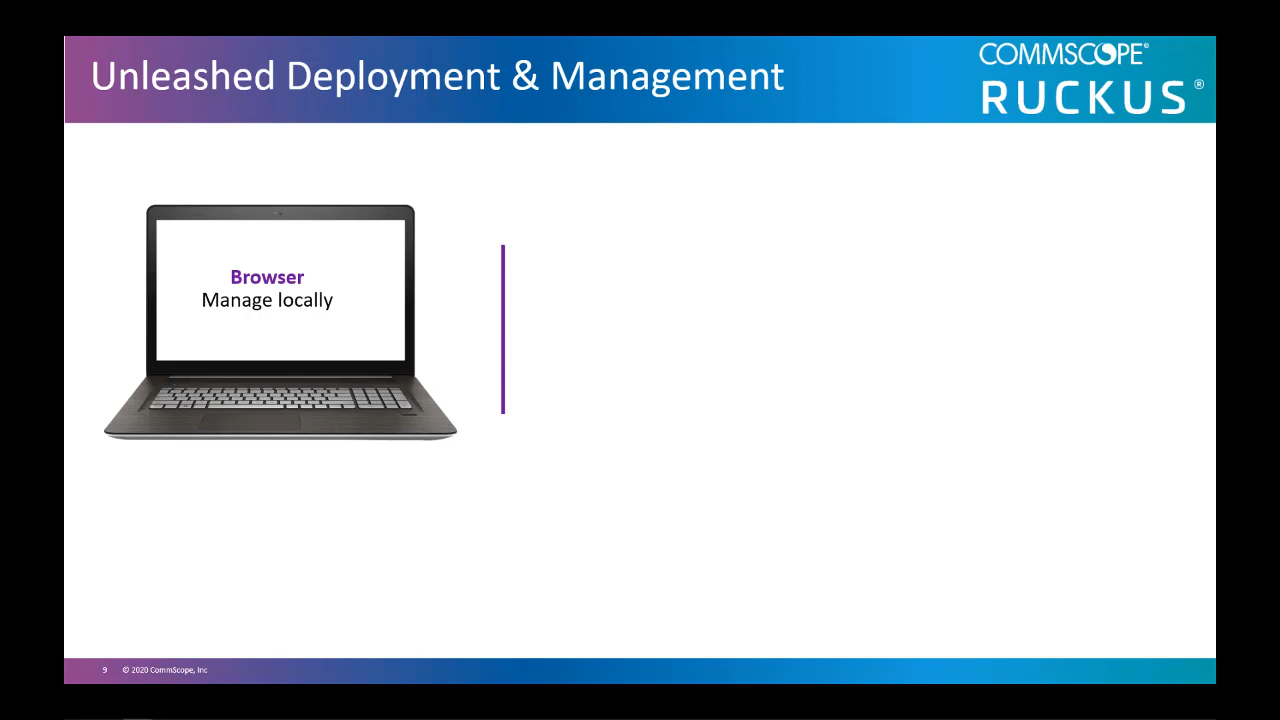 Unleashed Deployment & Management
COMMSCOPE®
RUCKUS®
Browser
Manage locally
9 © 2020 CommScope, Inc